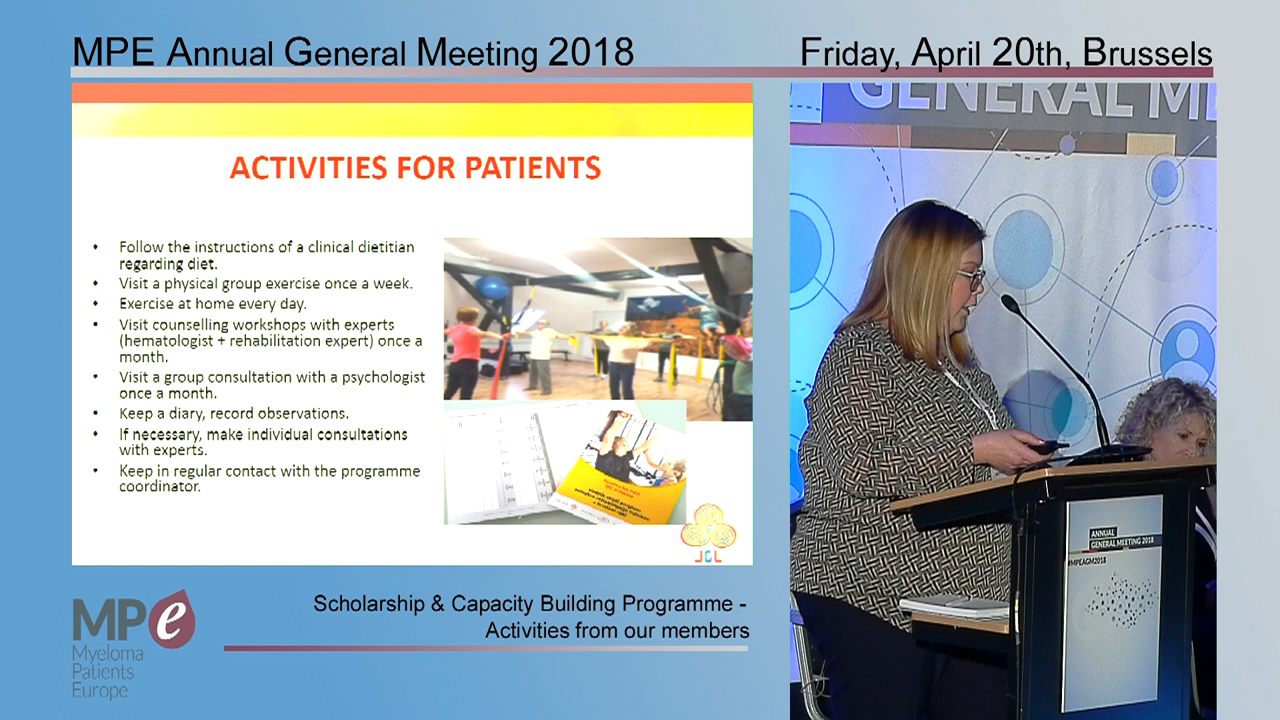 MPE Annual General Meeting 2018
Friday, April 20th, Brussels
ACTIVITIES FOR PATIENTS
• Follow the instructions of a clinical dietitian
regarding diet.
• Visit a physical group exercise once a week.
• Exercise at home every day.
• Visit counselling workshops with experts
(hematologist + rehabilitation expert) once a
month.
• Visit a group consultation with a psychologist
once a month.
• Keep a diary, record observations.
• If necessary, make individual consultations
with experts.
• Keep in regular contact with the programme
coordinator.
GENERAL
ANNUAL
GENERAL MEETING 2018
#MPEAGM2018
MPe
Myeloma
Patients
Europe
Scholarship & Capacity Building Programme -
Activities from our members